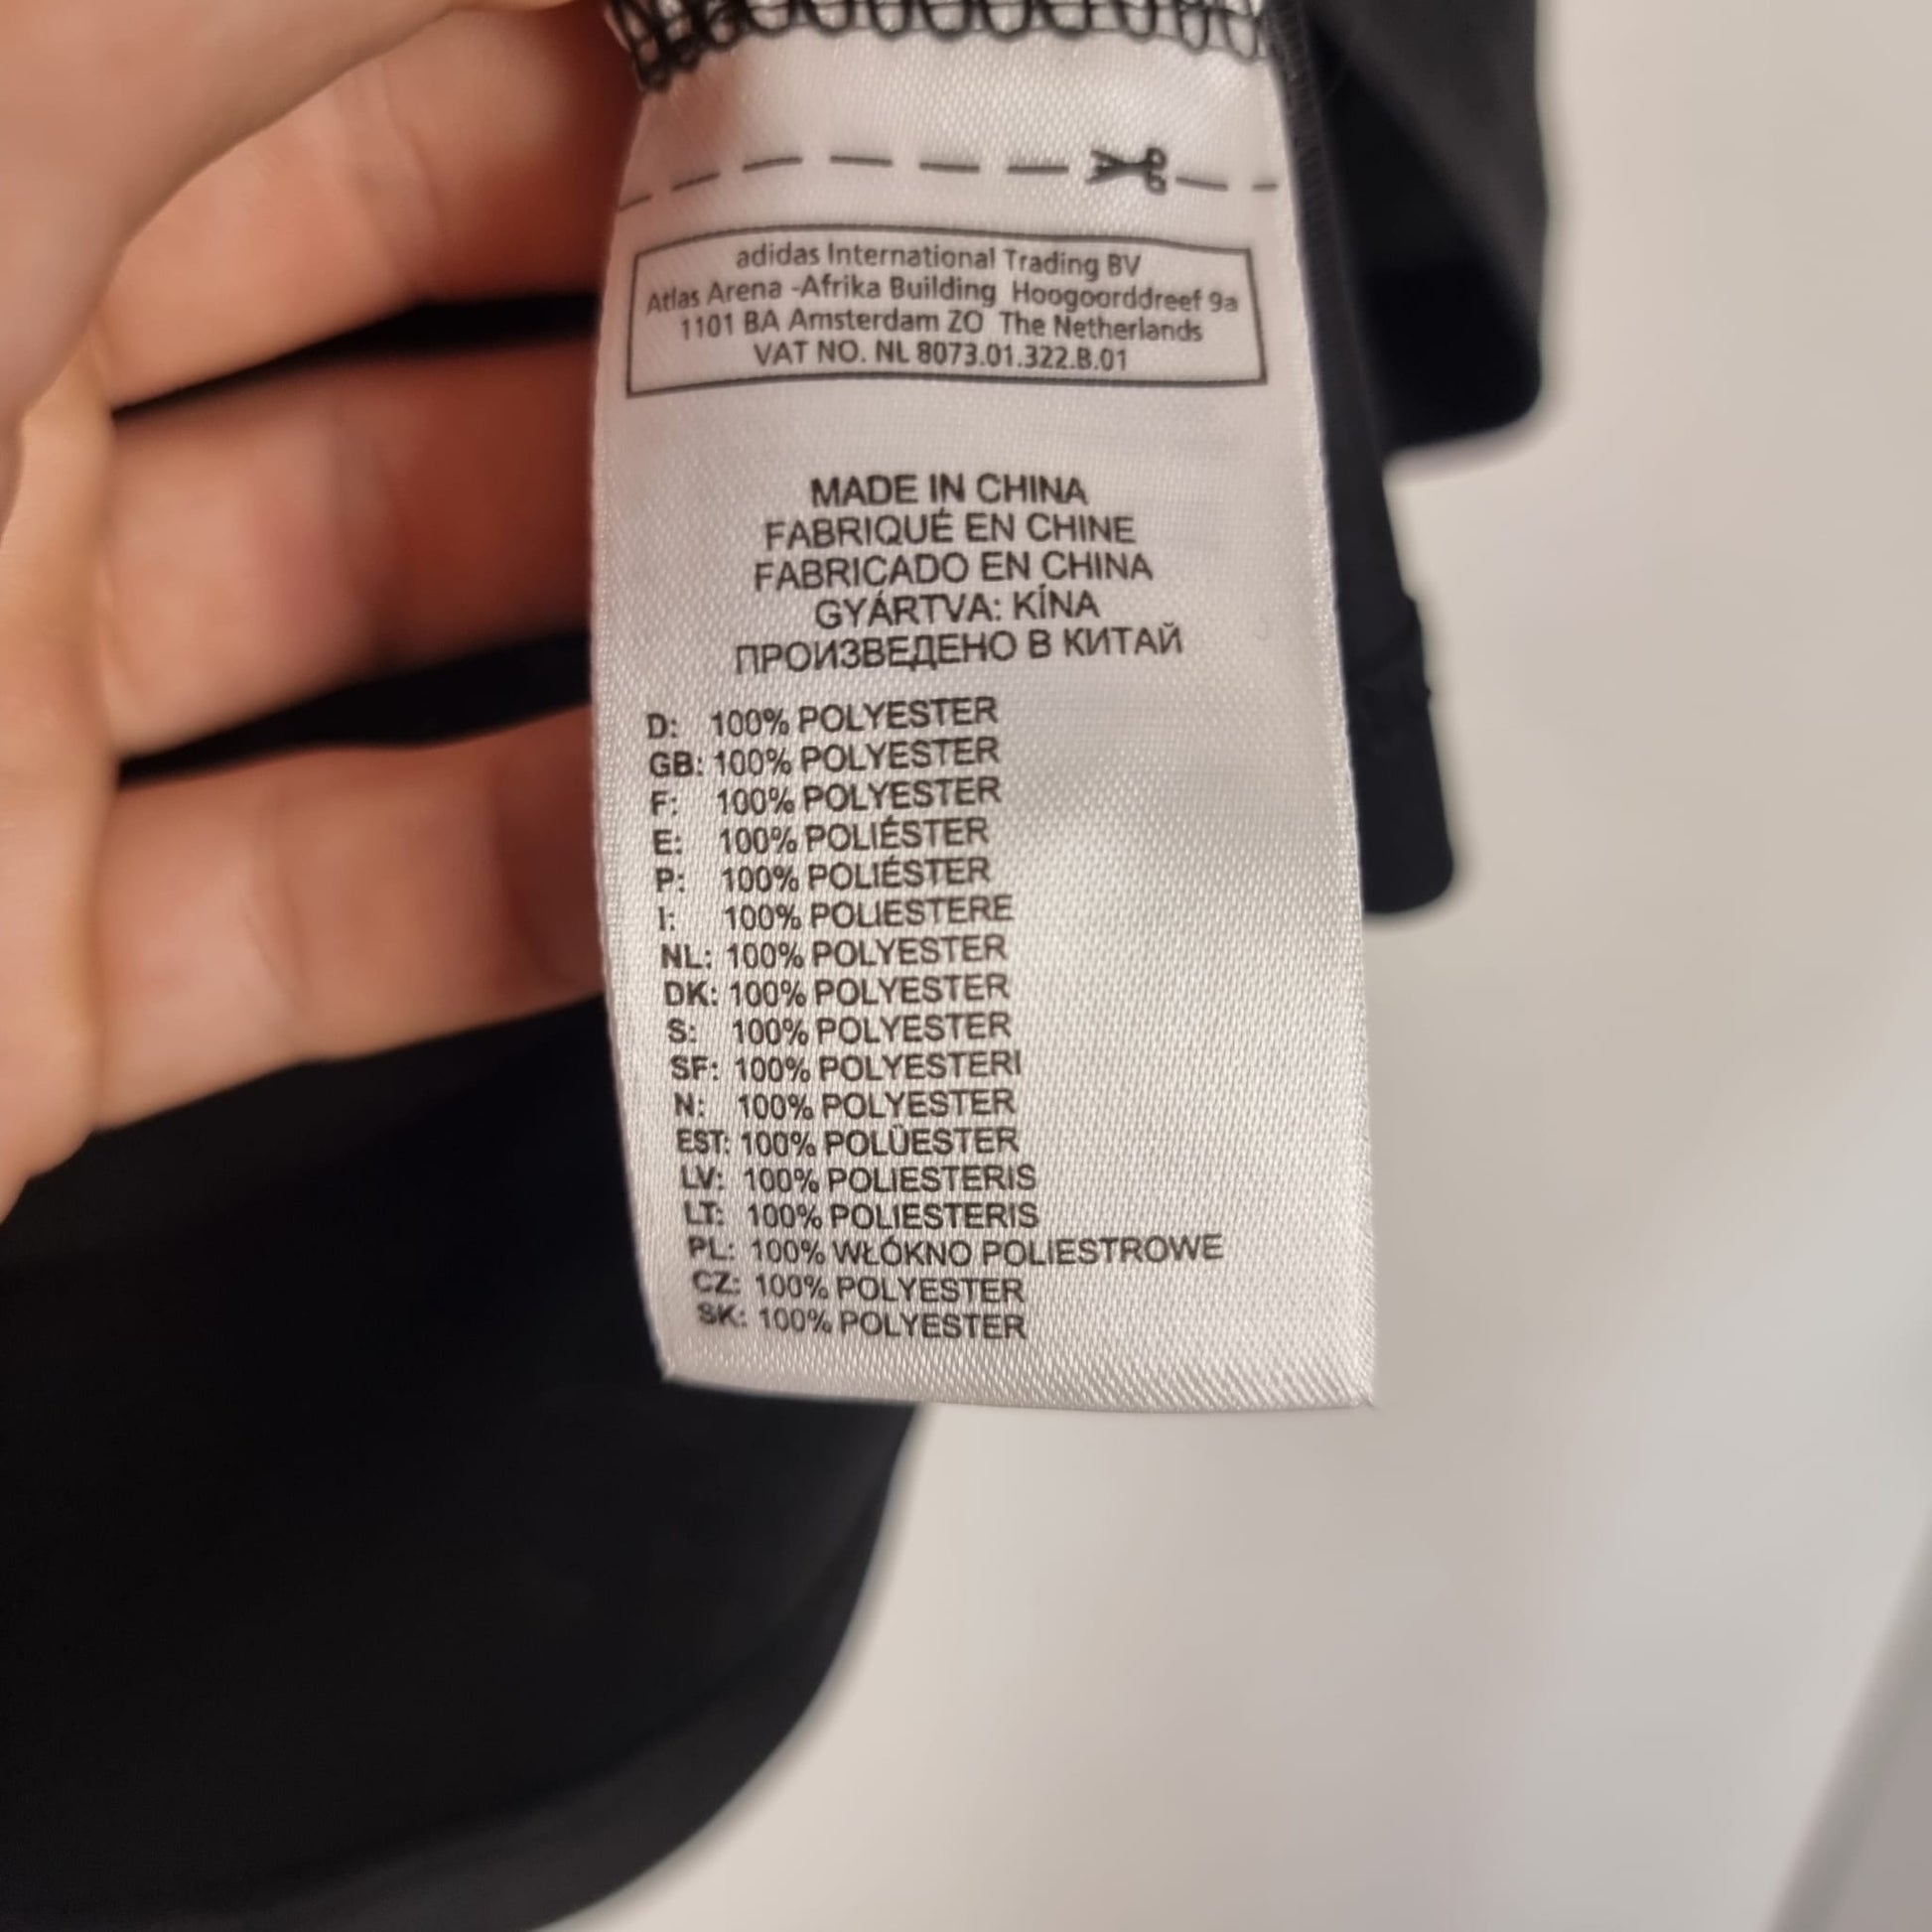 adidas International Trading BV
Atlas Arena -Afrika Building Hoogoorddreef 9a
1101 BA Amsterdam ZO The Netherlands
VAT NO. NL 8073.01.322.B.01
MADE IN CHINA
FABRIQUÉ EN CHINE
FABRICADO EN CHINA
GYÁRTVA: KÍNA
ПРОИЗВЕДЕНО В КИТАЙ
D: 100% POLYESTER
GB: 100% POLYESTER
F: 100% POLYESTER
E: 100% POLIÉSTER
P: 100% POLIÉSTER
I: 100% POLIESTERE
NL: 100% POLYESTER
DK: 100% POLYESTER
S: 100% POLYESTER
SF: 100% POLYESTERI
N: 100% POLYESTER
EST: 100% POLÜESTER
LV: 100% POLIESTERIS
LT: 100% POLIESTERIS
PL: 100% WŁÓKNO POLIESTROWE
CZ: 100% POLYESTER
SK: 100% POLYESTER